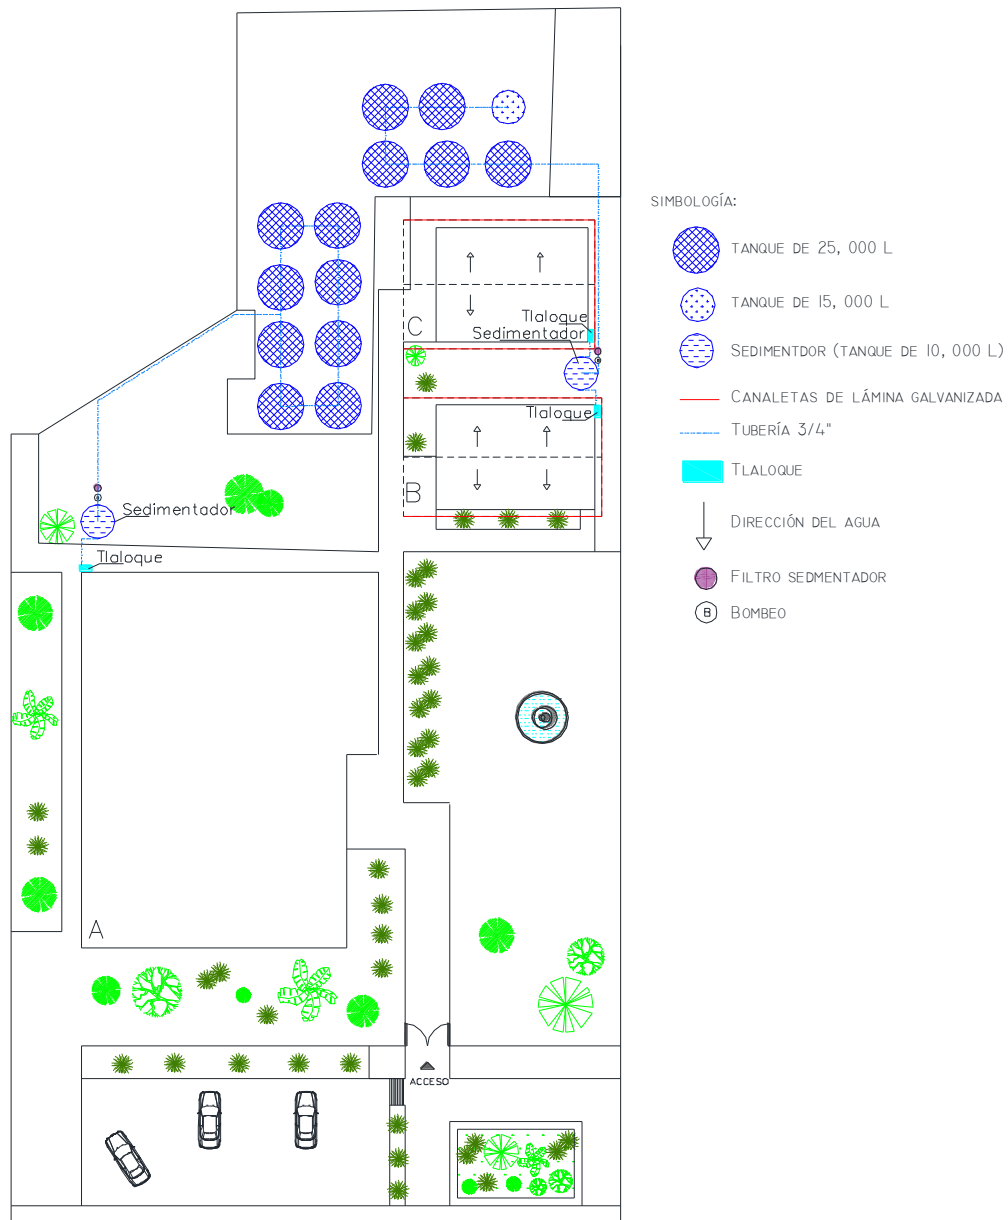 SIMBOLOGÍA:
TANQUE DE 25, 000 L
TANQUE DE 15, 000 L
SEDIMENTDOR (TANQUE DE 10, 000 L)
CANALETAS DE LÁMINA GALVANIZADA
TUBERÍA 3/4"
TLALOQUE
DIRECCIÓN DEL AGUA
FILTRO SEDMENTADOR
B BOMBEO
Tlaloque
C
Sedimentador
Tlaloque
B
Sedimentador
Tlaloque
A
ACCESO